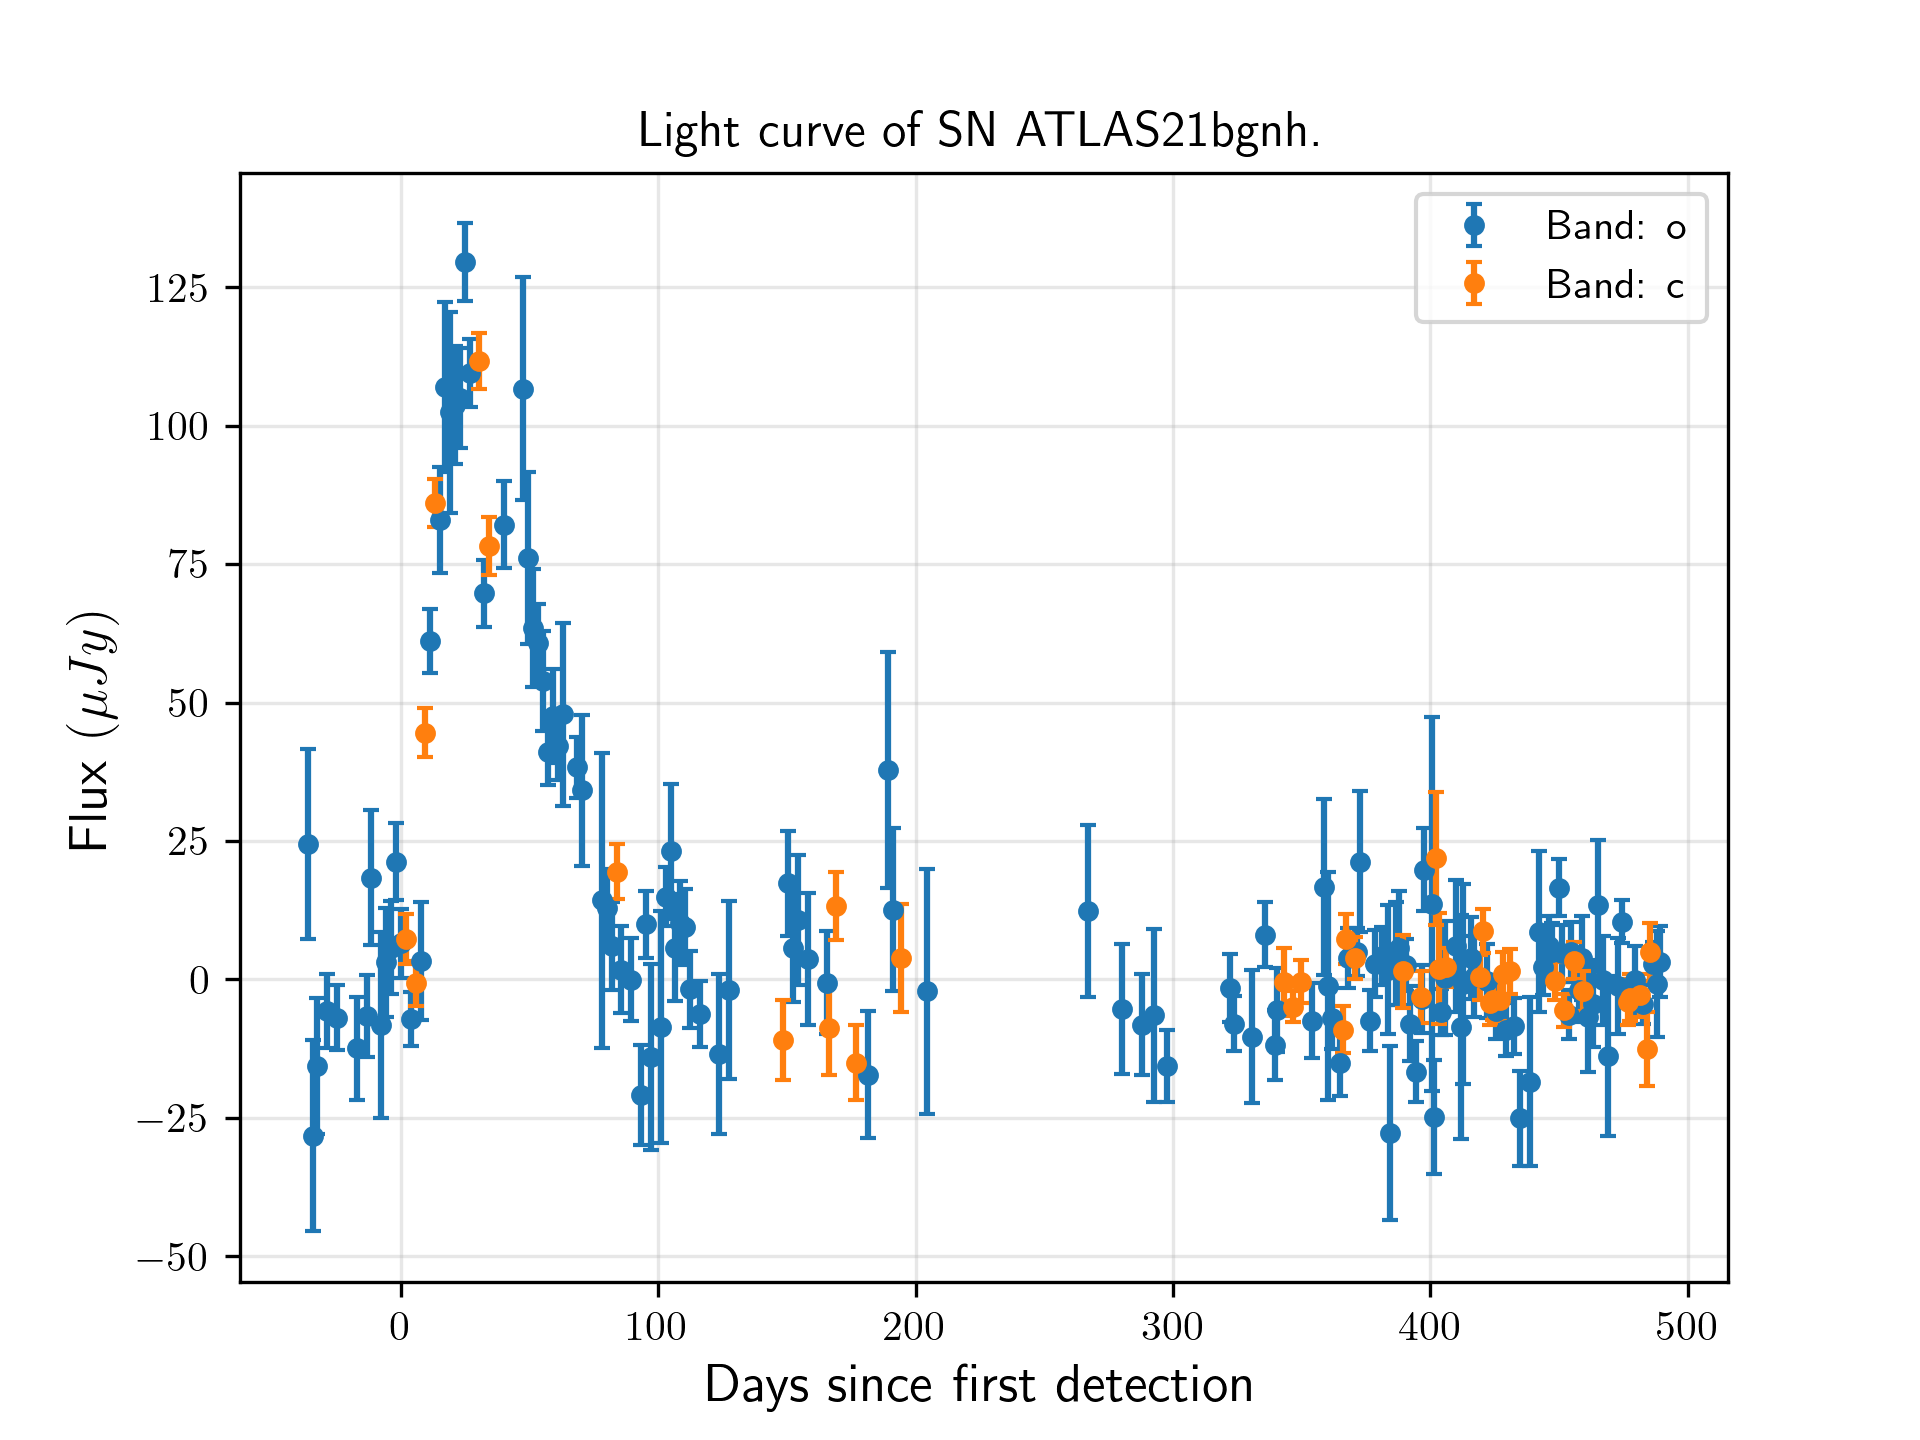 Light curve of SN ATLAS21bgnh.
Band: o
Band: c
125
100
75
50
25
0
−25
−50
Flux (μJy)
0 100 200 300 400 500
Days since first detection